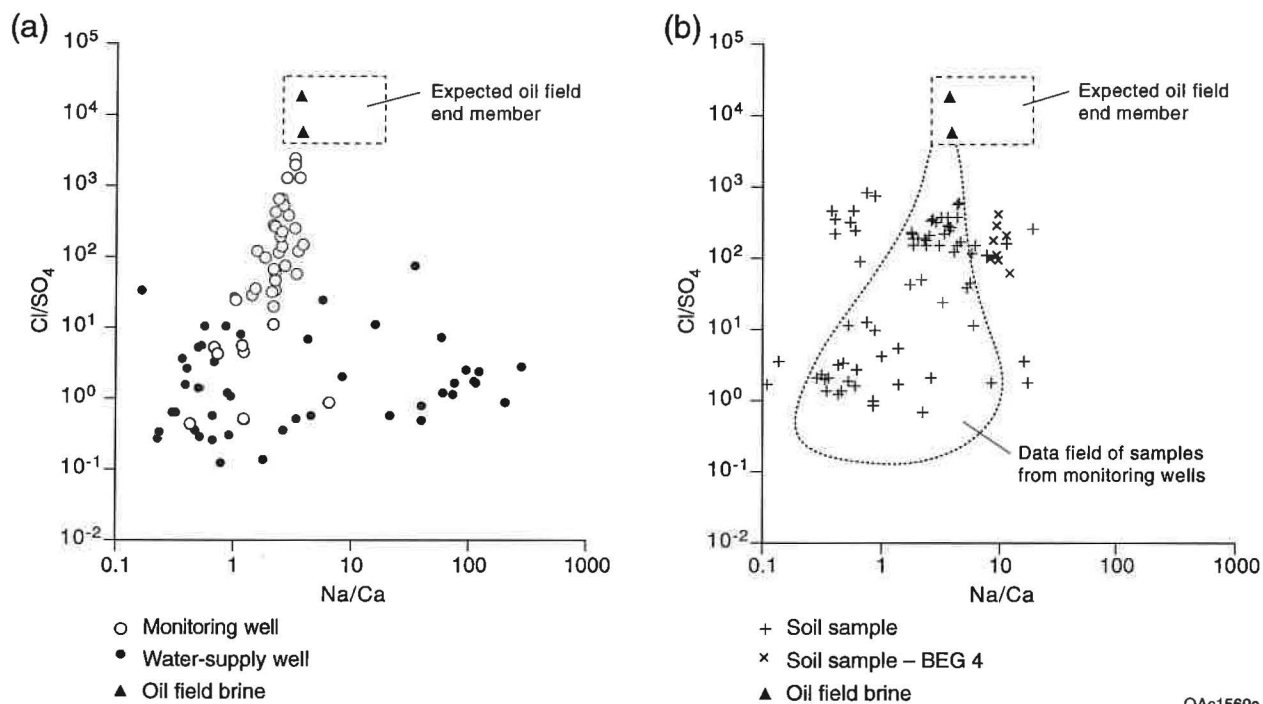 (a)
10^5
10^4
10^3
10^2
10^1
10^0
10^-1
10^-2
Cl/SO4
Expected oil field
end member
0.1 1 10 100 1000
Na/Ca
Monitoring well
Water-supply well
Oil field brine
(b)
10^5
10^4
10^3
10^2
10^1
10^0
10^-1
10^-2
Cl/SO4
Expected oil field
end member
Data field of samples
from monitoring wells
0.1 1 10 100 1000
Na/Ca
Soil sample
Soil sample – BEG 4
Oil field brine